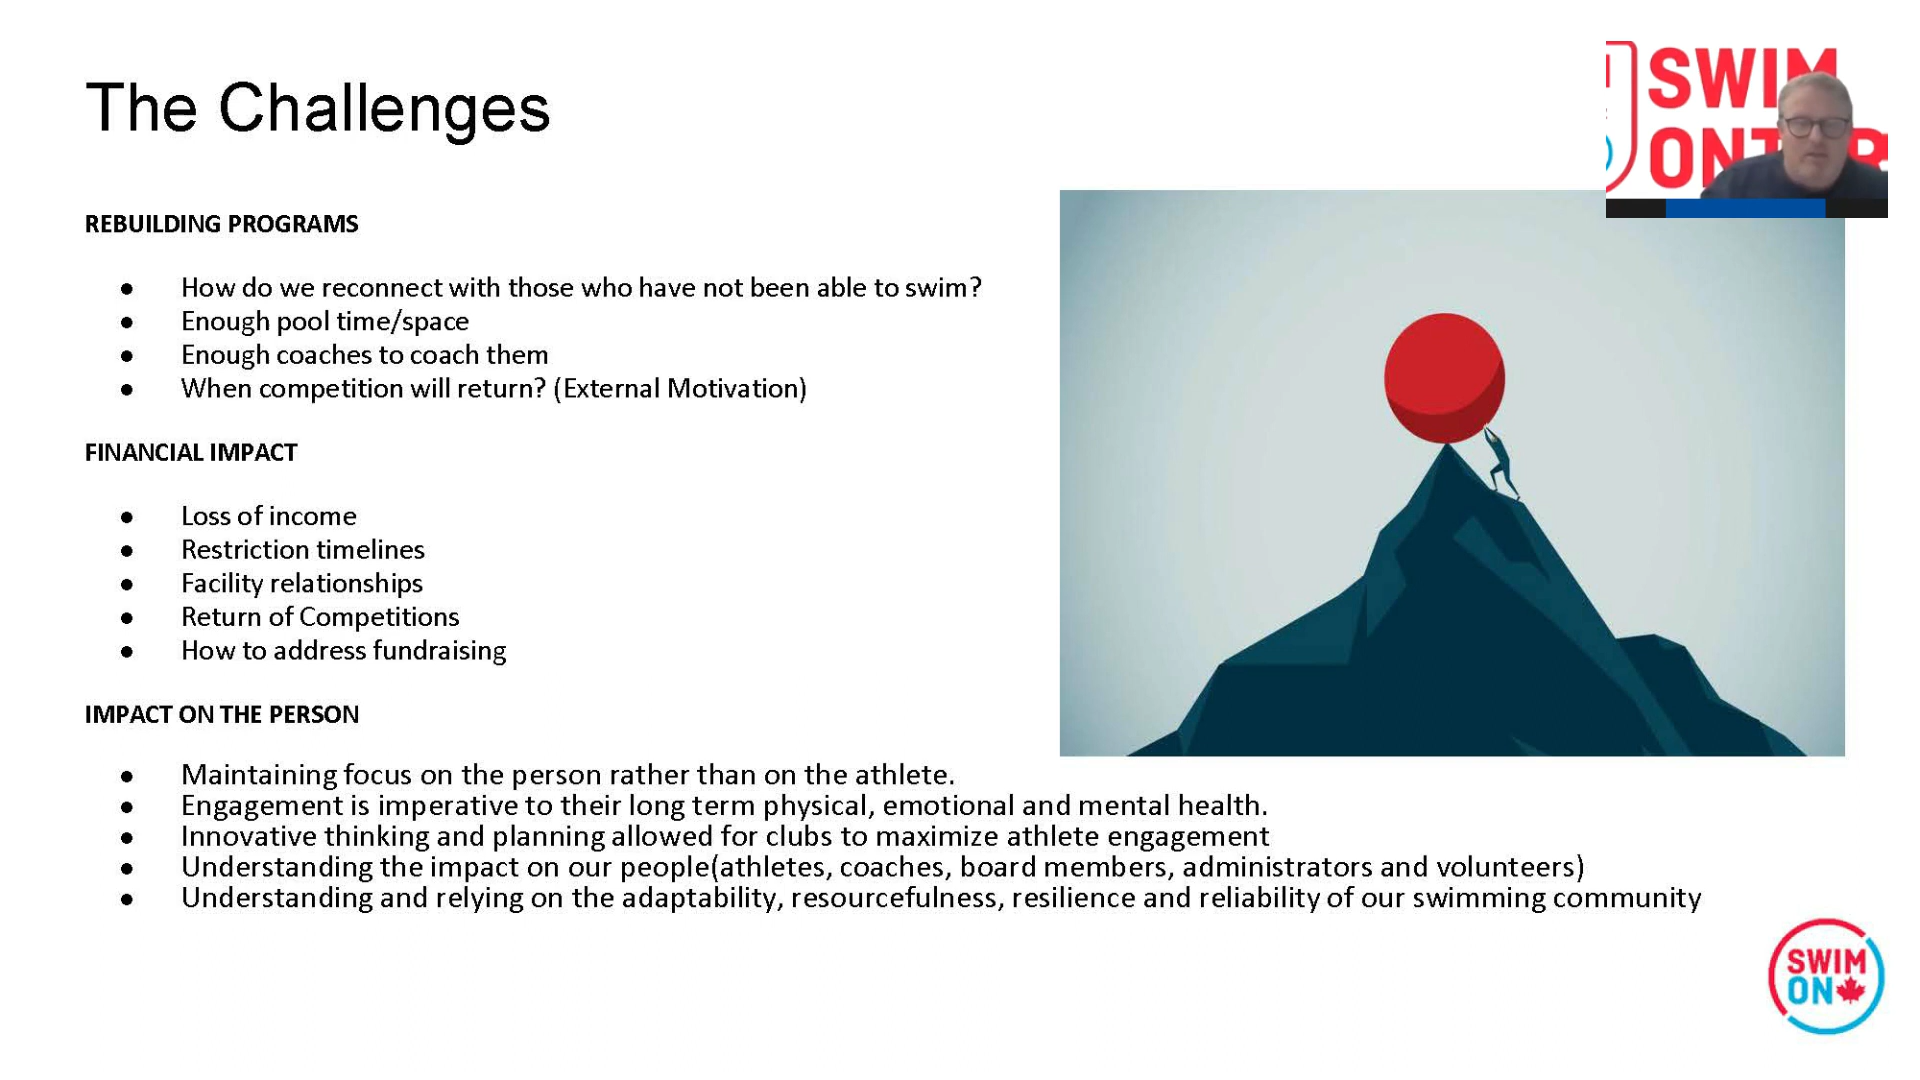 The Challenges
SWIM
ONT R
REBUILDING PROGRAMS
● How do we reconnect with those who have not been able to swim?
● Enough pool time/space
● Enough coaches to coach them
● When competition will return? (External Motivation)
FINANCIAL IMPACT
● Loss of income
● Restriction timelines
● Facility relationships
● Return of Competitions
● How to address fundraising
IMPACT ON THE PERSON
● Maintaining focus on the person rather than on the athlete.
● Engagement is imperative to their long term physical, emotional and mental health.
● Innovative thinking and planning allowed for clubs to maximize athlete engagement
● Understanding the impact on our people(athletes, coaches, board members, administrators and volunteers)
● Understanding and relying on the adaptability, resourcefulness, resilience and reliability of our swimming community
SWIM
ON